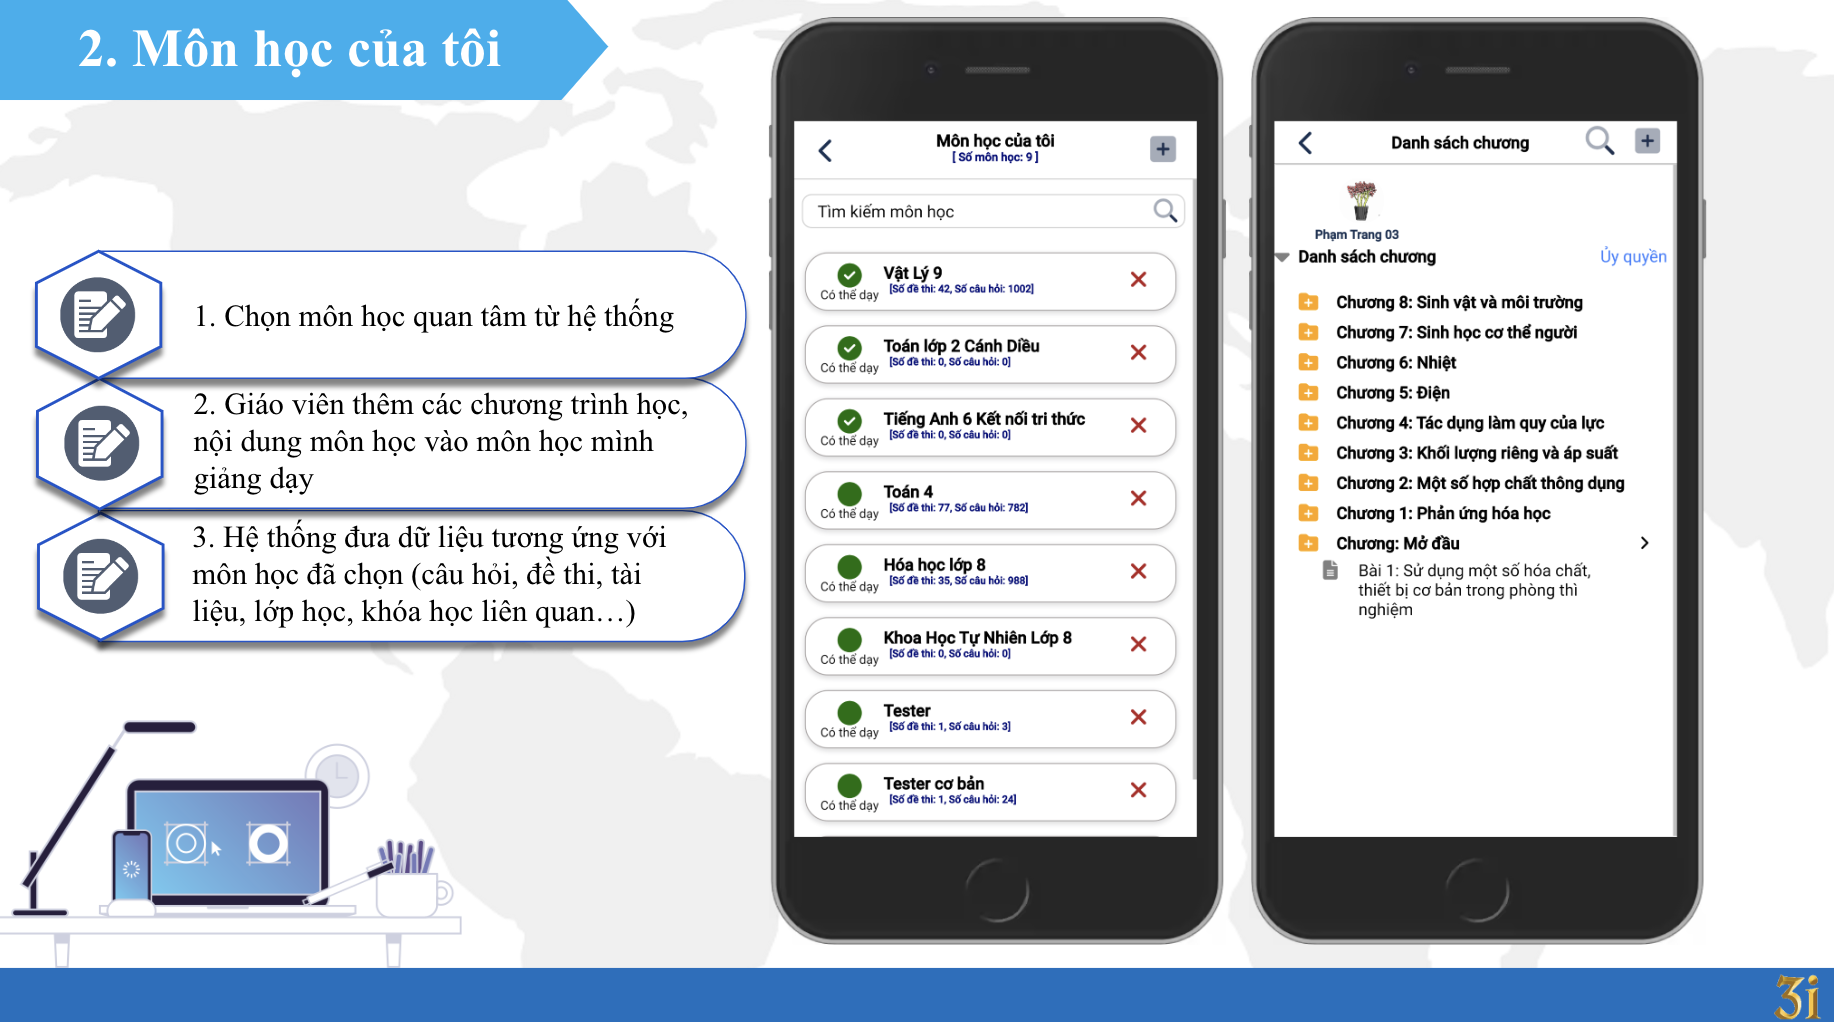 2. Môn học của tôi
1. Chọn môn học quan tâm từ hệ thống
2. Giáo viên thêm các chương trình học,
nội dung môn học vào môn học mình
giảng dạy
3. Hệ thống đưa dữ liệu tương ứng với
môn học đã chọn (câu hỏi, đề thi, tài
liệu, lớp học, khóa học liên quan…)
Môn học của tôi
[ Số môn học: 9 ]
Tìm kiếm môn học
Vật Lý 9
[Số đề thi: 42, Số câu hỏi: 1002]
Có thể dạy
Toán lớp 2 Cánh Diều
[Số đề thi: 0, Số câu hỏi: 0]
Có thể dạy
Tiếng Anh 6 Kết nối tri thức
[Số đề thi: 0, Số câu hỏi: 0]
Có thể dạy
Toán 4
[Số đề thi: 77, Số câu hỏi: 782]
Có thể dạy
Hóa học lớp 8
[Số đề thi: 35, Số câu hỏi: 988]
Có thể dạy
Khoa Học Tự Nhiên Lớp 8
[Số đề thi: 0, Số câu hỏi: 0]
Có thể dạy
Tester
[Số đề thi: 1, Số câu hỏi: 3]
Có thể dạy
Tester cơ bản
[Số đề thi: 1, Số câu hỏi: 24]
Có thể dạy
Danh sách chương
Phạm Trang 03
Danh sách chương
Ủy quyền
Chương 8: Sinh vật và môi trường
Chương 7: Sinh học cơ thể người
Chương 6: Nhiệt
Chương 5: Điện
Chương 4: Tác dụng làm quy của lực
Chương 3: Khối lượng riêng và áp suất
Chương 2: Một số hợp chất thông dụng
Chương 1: Phản ứng hóa học
Chương: Mở đầu
Bài 1: Sử dụng một số hóa chất,
thiết bị cơ bản trong phòng thì
nghiệm
3i